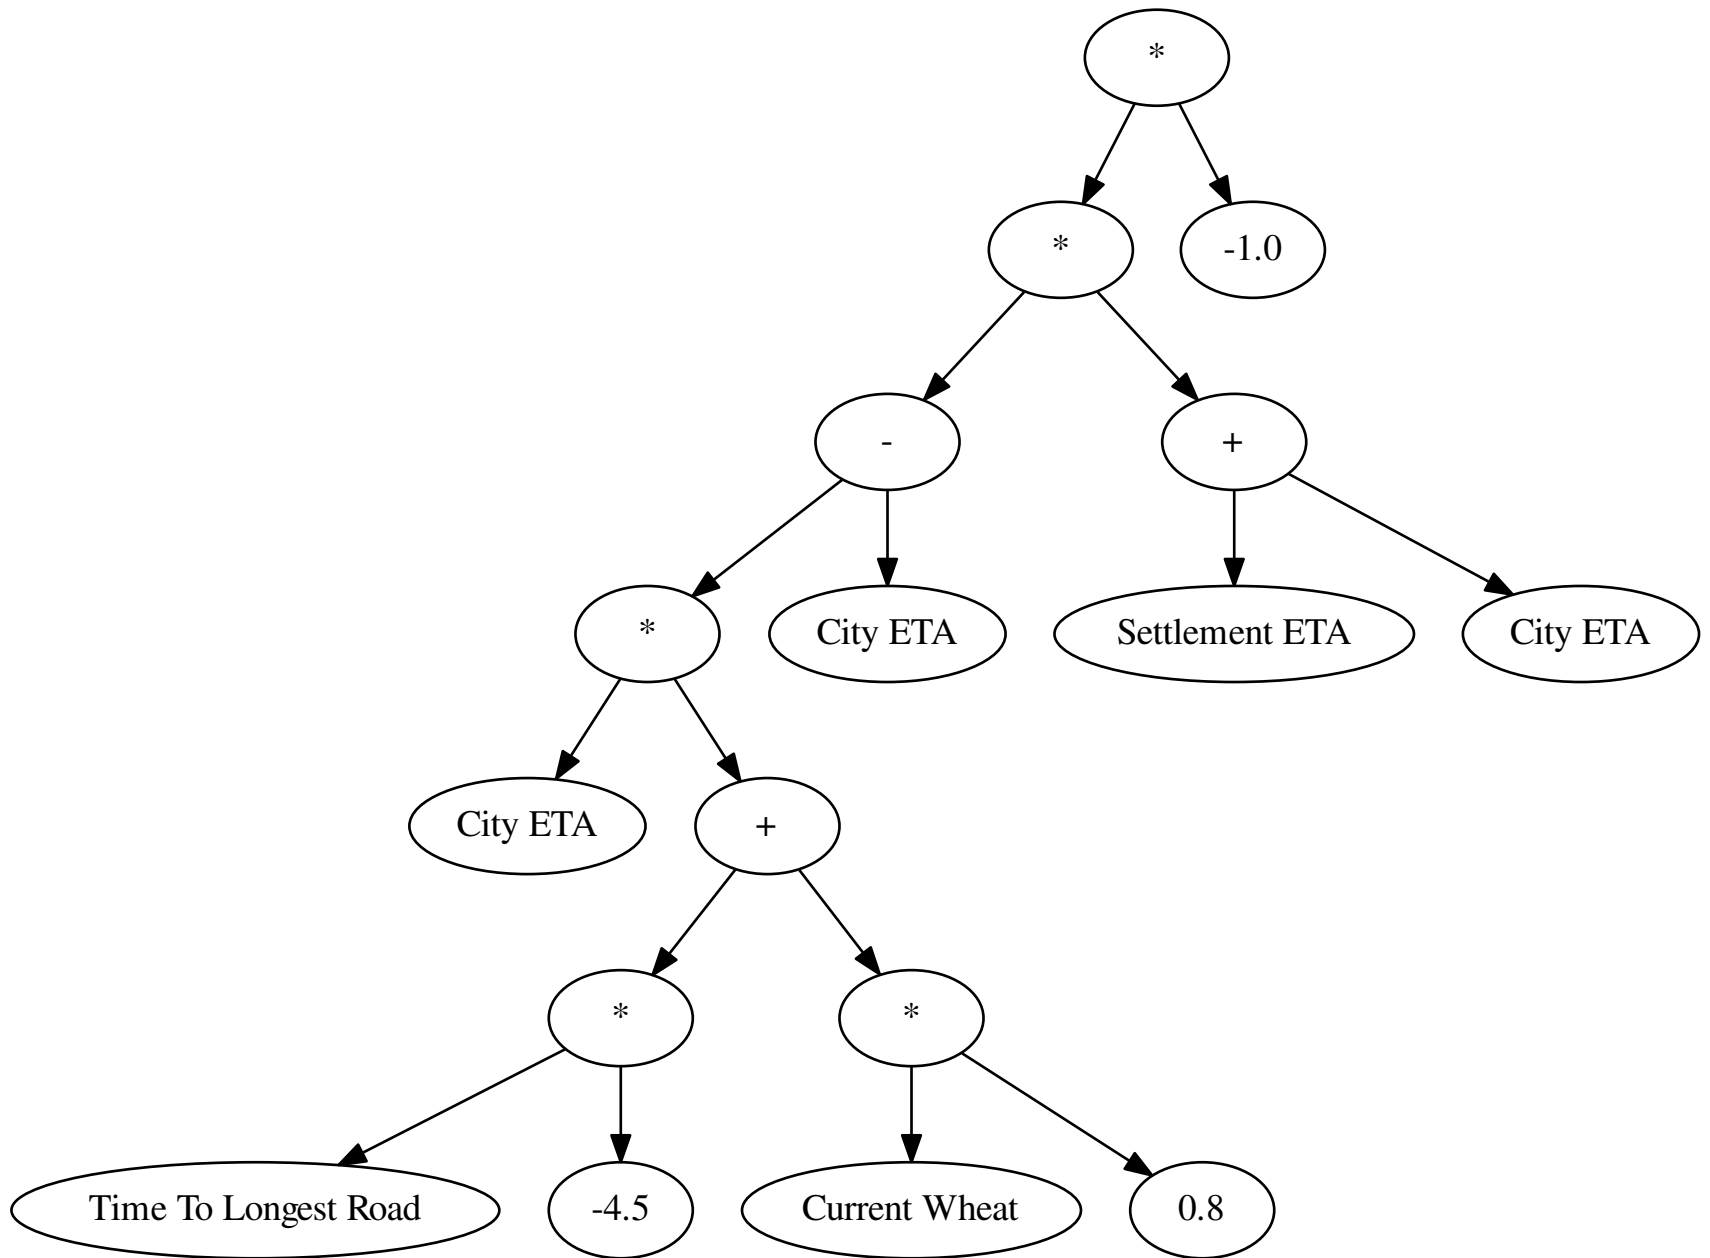 *
*
-1.0
-
+
*
City ETA
Settlement ETA
City ETA
City ETA
+
*
*
Time To Longest Road
-4.5
Current Wheat
0.8